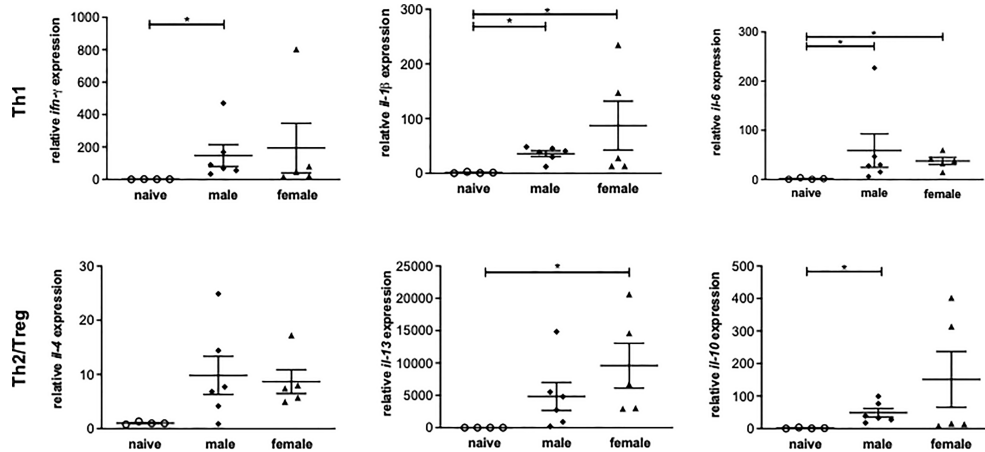 Th1
relative ifn-γ expression
1000
800
600
400
200
0
*
naive male female
relative il-1β expression
300
200
100
0
*
*
naive male female
relative il-6 expression
300
200
100
0
*
*
naive male female
Th2/Treg
relative il-4 expression
30
20
10
0
naive male female
relative il-13 expression
25000
20000
15000
10000
5000
0
*
naive male female
relative il-10 expression
500
400
300
200
100
0
*
naive male female